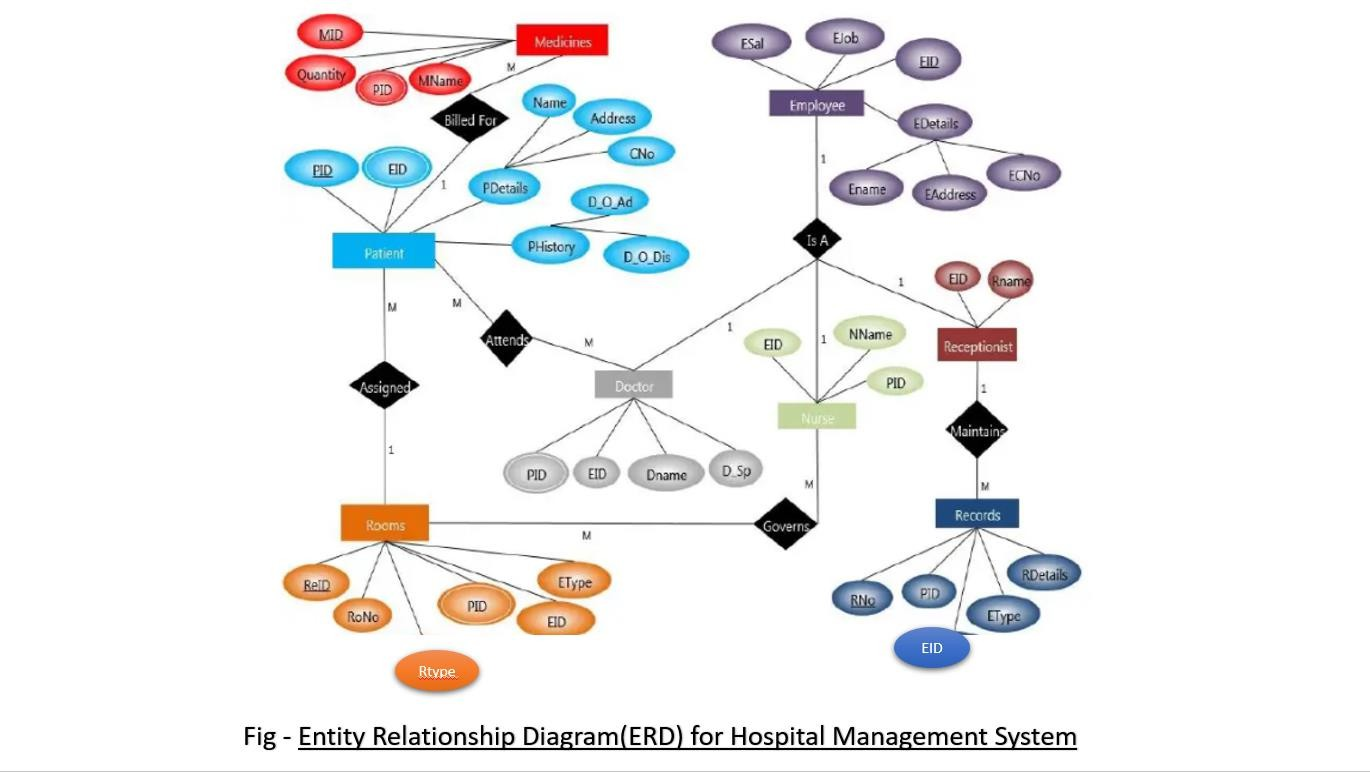 MID
Medicines
Quantity
PID
MName
M
Billed For
1
Name
Address
CNo
PID
EID
PDetails
D_O_Ad
PHistory
D_O_Dis
Patient
M
M
Attends
M
Assigned
1
ESal
EJob
EID
Employee
EDetails
1
Ename
EAddress
ECNo
Is A
1
1
1
EID
Rname
Receptionist
EID
NName
PID
Nurse
Doctor
PID
EID
Dname
D_Sp
1
Maintains
M
Records
M
Governs
M
Rooms
ReID
RoNo
PID
EType
EID
Rtype
RNo
PID
RDetails
EType
EID
Fig - Entity Relationship Diagram(ERD) for Hospital Management System